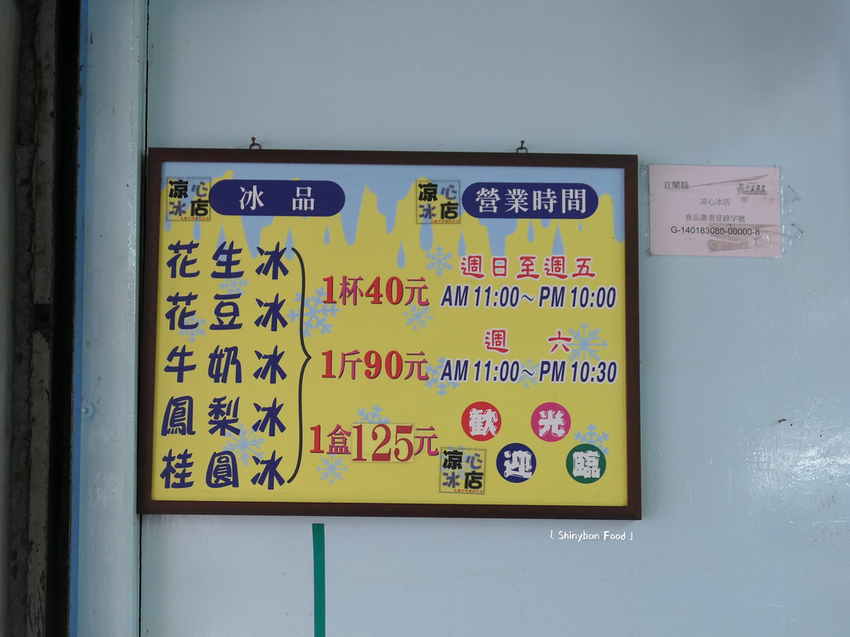 凉心冰店
冰品
花生冰
花豆冰
牛奶冰
鳳梨冰
桂圓冰
1杯40元
1斤90元
1盒125元
凉心冰店
營業時間
週日至週五
AM 11:00～PM 10:00
週六
AM 11:00～PM 10:30
歡迎光臨
凉心冰店
宜蘭縣
凉心冰店
食品業者登錄字號
G-140183080-00000-8
[ Shinyban Food ]